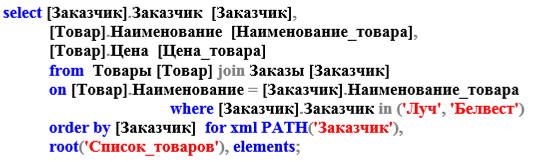 select [Заказчик].Заказчик [Заказчик],
[Товар].Наименование [Наименование_товара],
[Товар].Цена [Цена_товара]
from Товары [Товар] join Заказы [Заказчик]
on [Товар].Наименование = [Заказчик].Наименование_товара
where [Заказчик].Заказчик in ('Луч', 'Белвест')
order by [Заказчик] for xml PATH('Заказчик'),
root('Список_товаров'), elements;